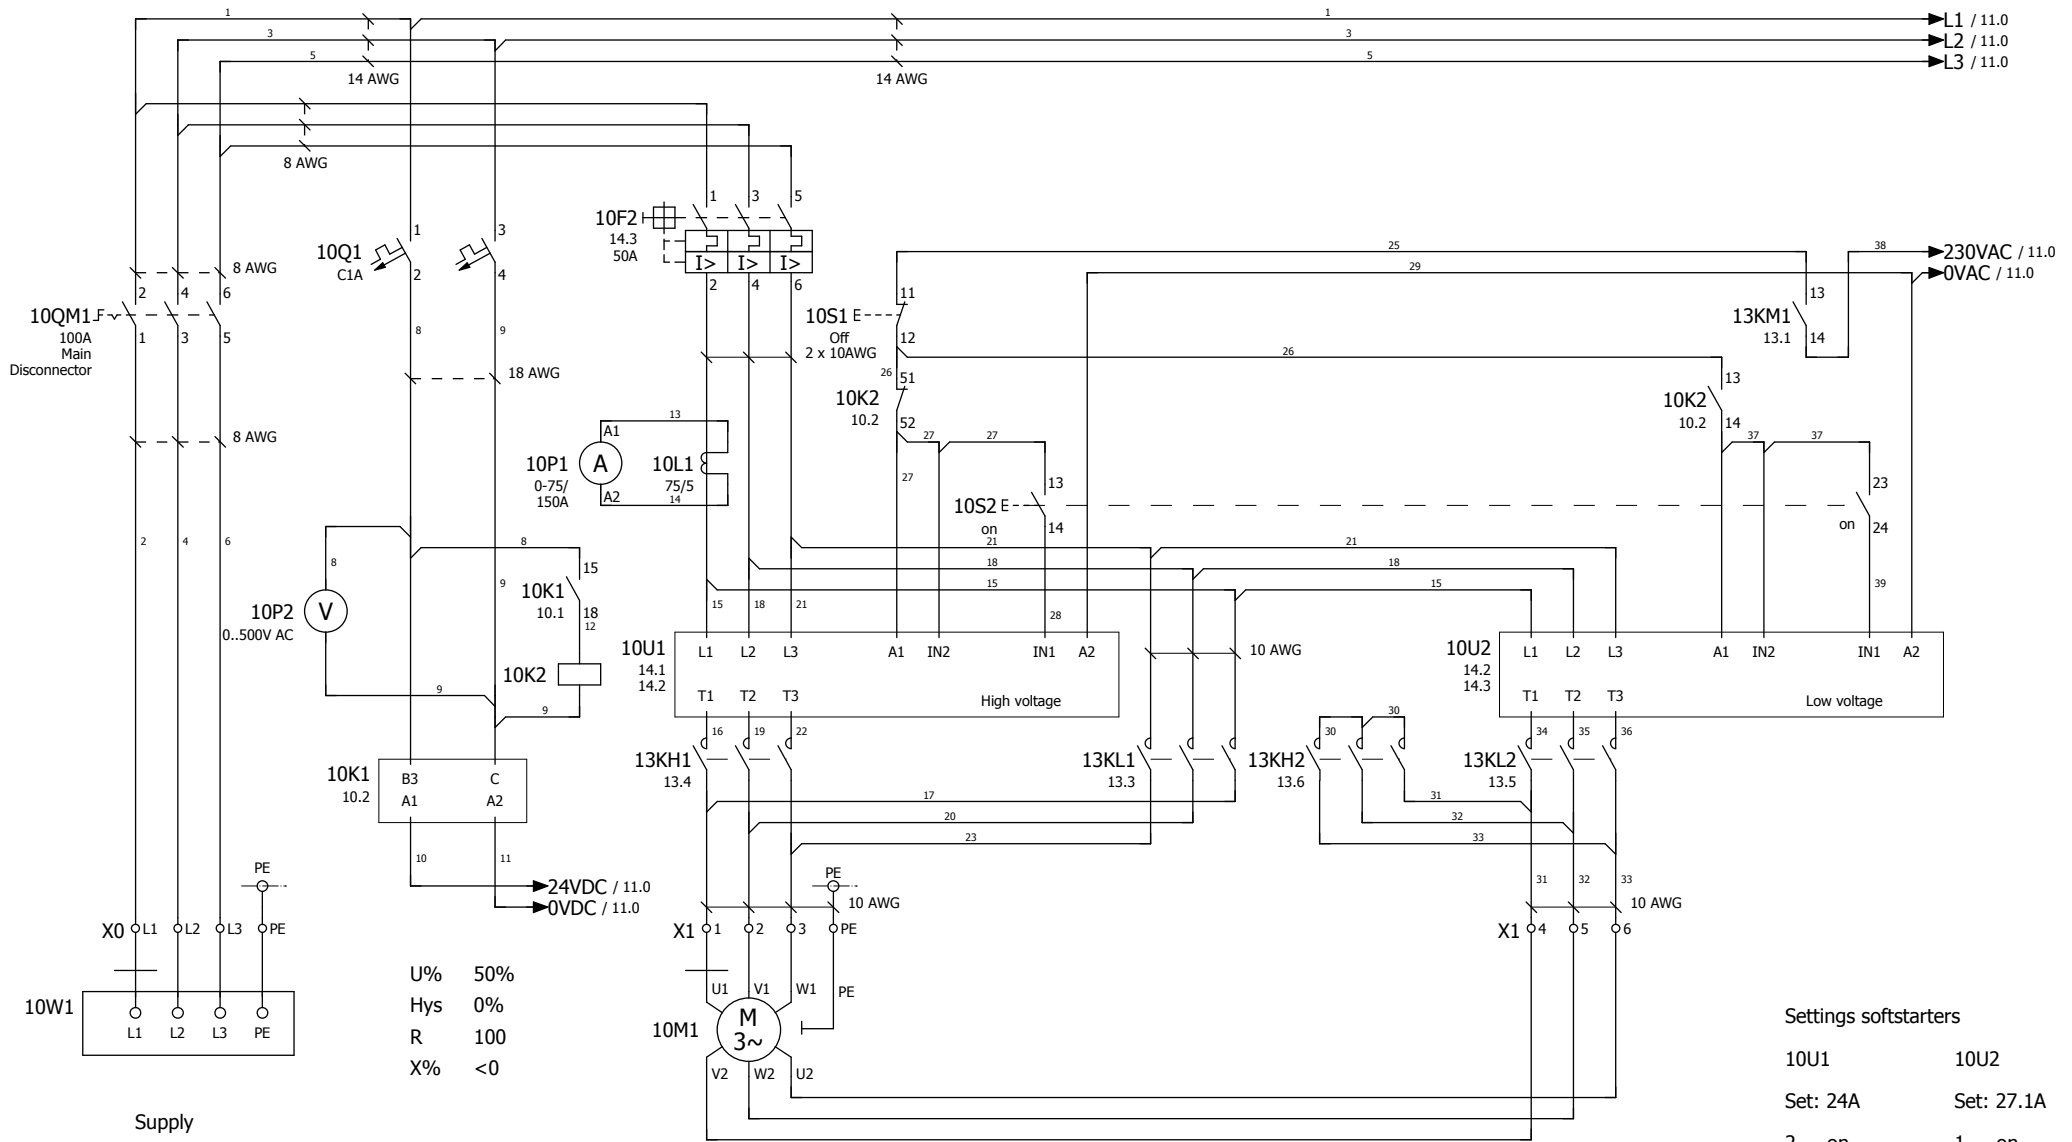 1 1 L1 / 11.0
3 3 L2 / 11.0
5 5 L3 / 11.0
14 AWG 14 AWG
8 AWG
1 3 5
10F2
14.3
50A
I> I> I>
2 4 6
8 AWG
2 4 6
10QM1
100A
Main
Disconnector
1 3 5
8 AWG
2 4 6
10Q1
C1A
1 3
2 4
8 9
18 AWG
25 38 230VAC / 11.0
29 0VAC / 11.0
11
10S1 E
Off
12
2 x 10AWG
13
13KM1
13.1
14
26
26 51
10K2
10.2
52
13
10K2
10.2
14
27 27
27
37 37
13
10P1
0-75/
150A
A1
A
A2
10L1
75/5
14
13
10S2 E
on
14
23
on
24
8
8
10P2
0..500V AC
V
9
15
10K1
10.1
18
12
10K2
9
9
21 21
18 18
15 15
15 18 21 28 39
10U1
14.1
14.2
L1 L2 L3 A1 IN2 IN1 A2
T1 T2 T3 High voltage
10 AWG
10U2
14.2
14.3
L1 L2 L3 A1 IN2 IN1 A2
T1 T2 T3 Low voltage
16 19 22
30
30
34 35 36
13KH1
13.4
13KL1
13.3
13KH2
13.6
13KL2
13.5
10K1
10.2
B3 C
A1 A2
17 31
20 32
23 33
10 11
24VDC / 11.0
0VDC / 11.0
PE PE
31 32 33
10 AWG 10 AWG
X0 L1 L2 L3 PE
X1 1 2 3 PE
X1 4 5 6
10W1
L1 L2 L3 PE
U% 50%
Hys 0%
R 100
X% <0
U1 V1 W1 PE
10M1
M
3~
V2 W2 U2
Supply
Settings softstarters
10U1 10U2
Set: 24A Set: 27.1A